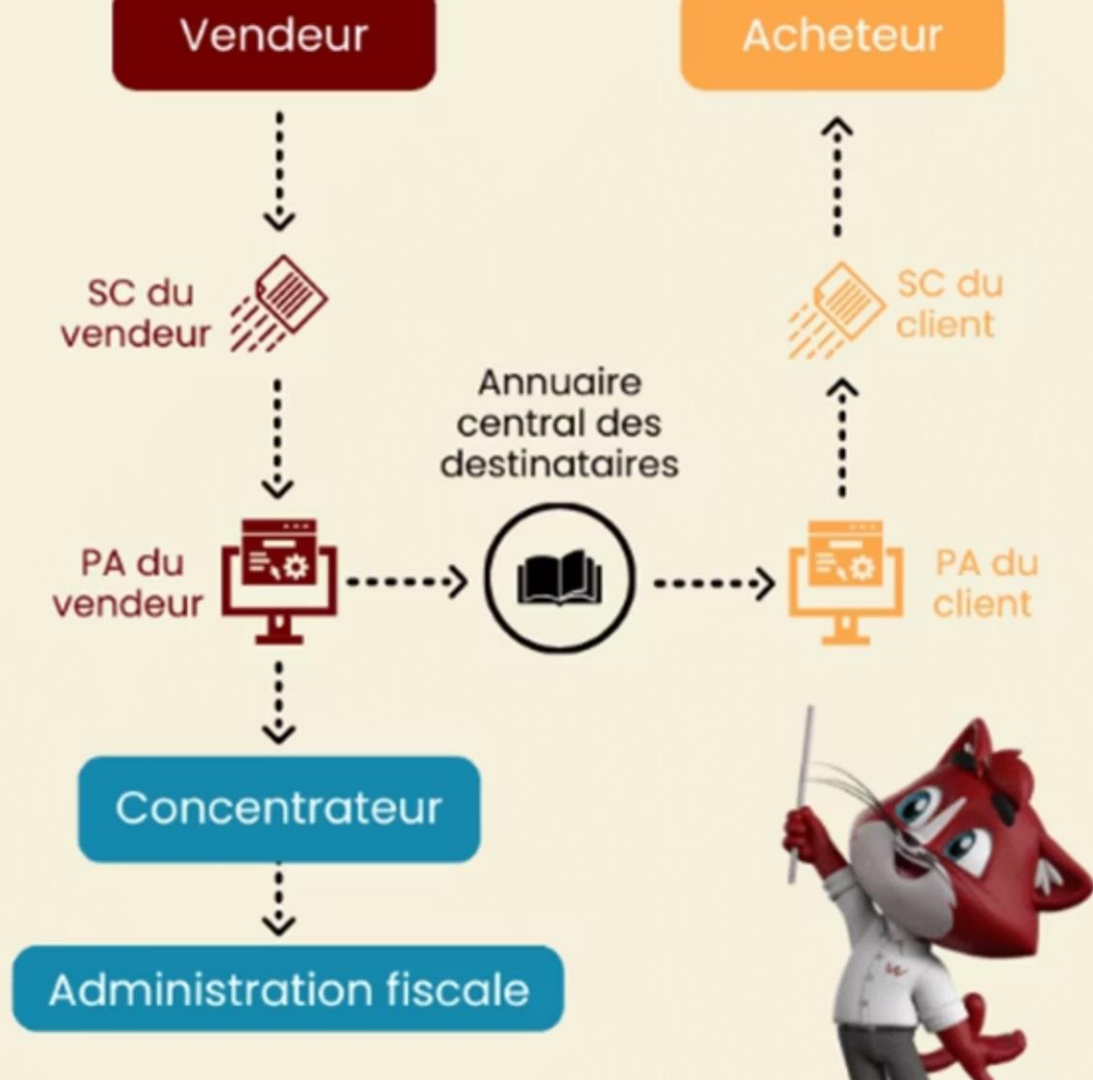 Vendeur
Acheteur
SC du
vendeur
SC du
client
Annuaire
central des
destinataires
PA du
vendeur
PA du
client
Concentrateur
Administration fiscale
W